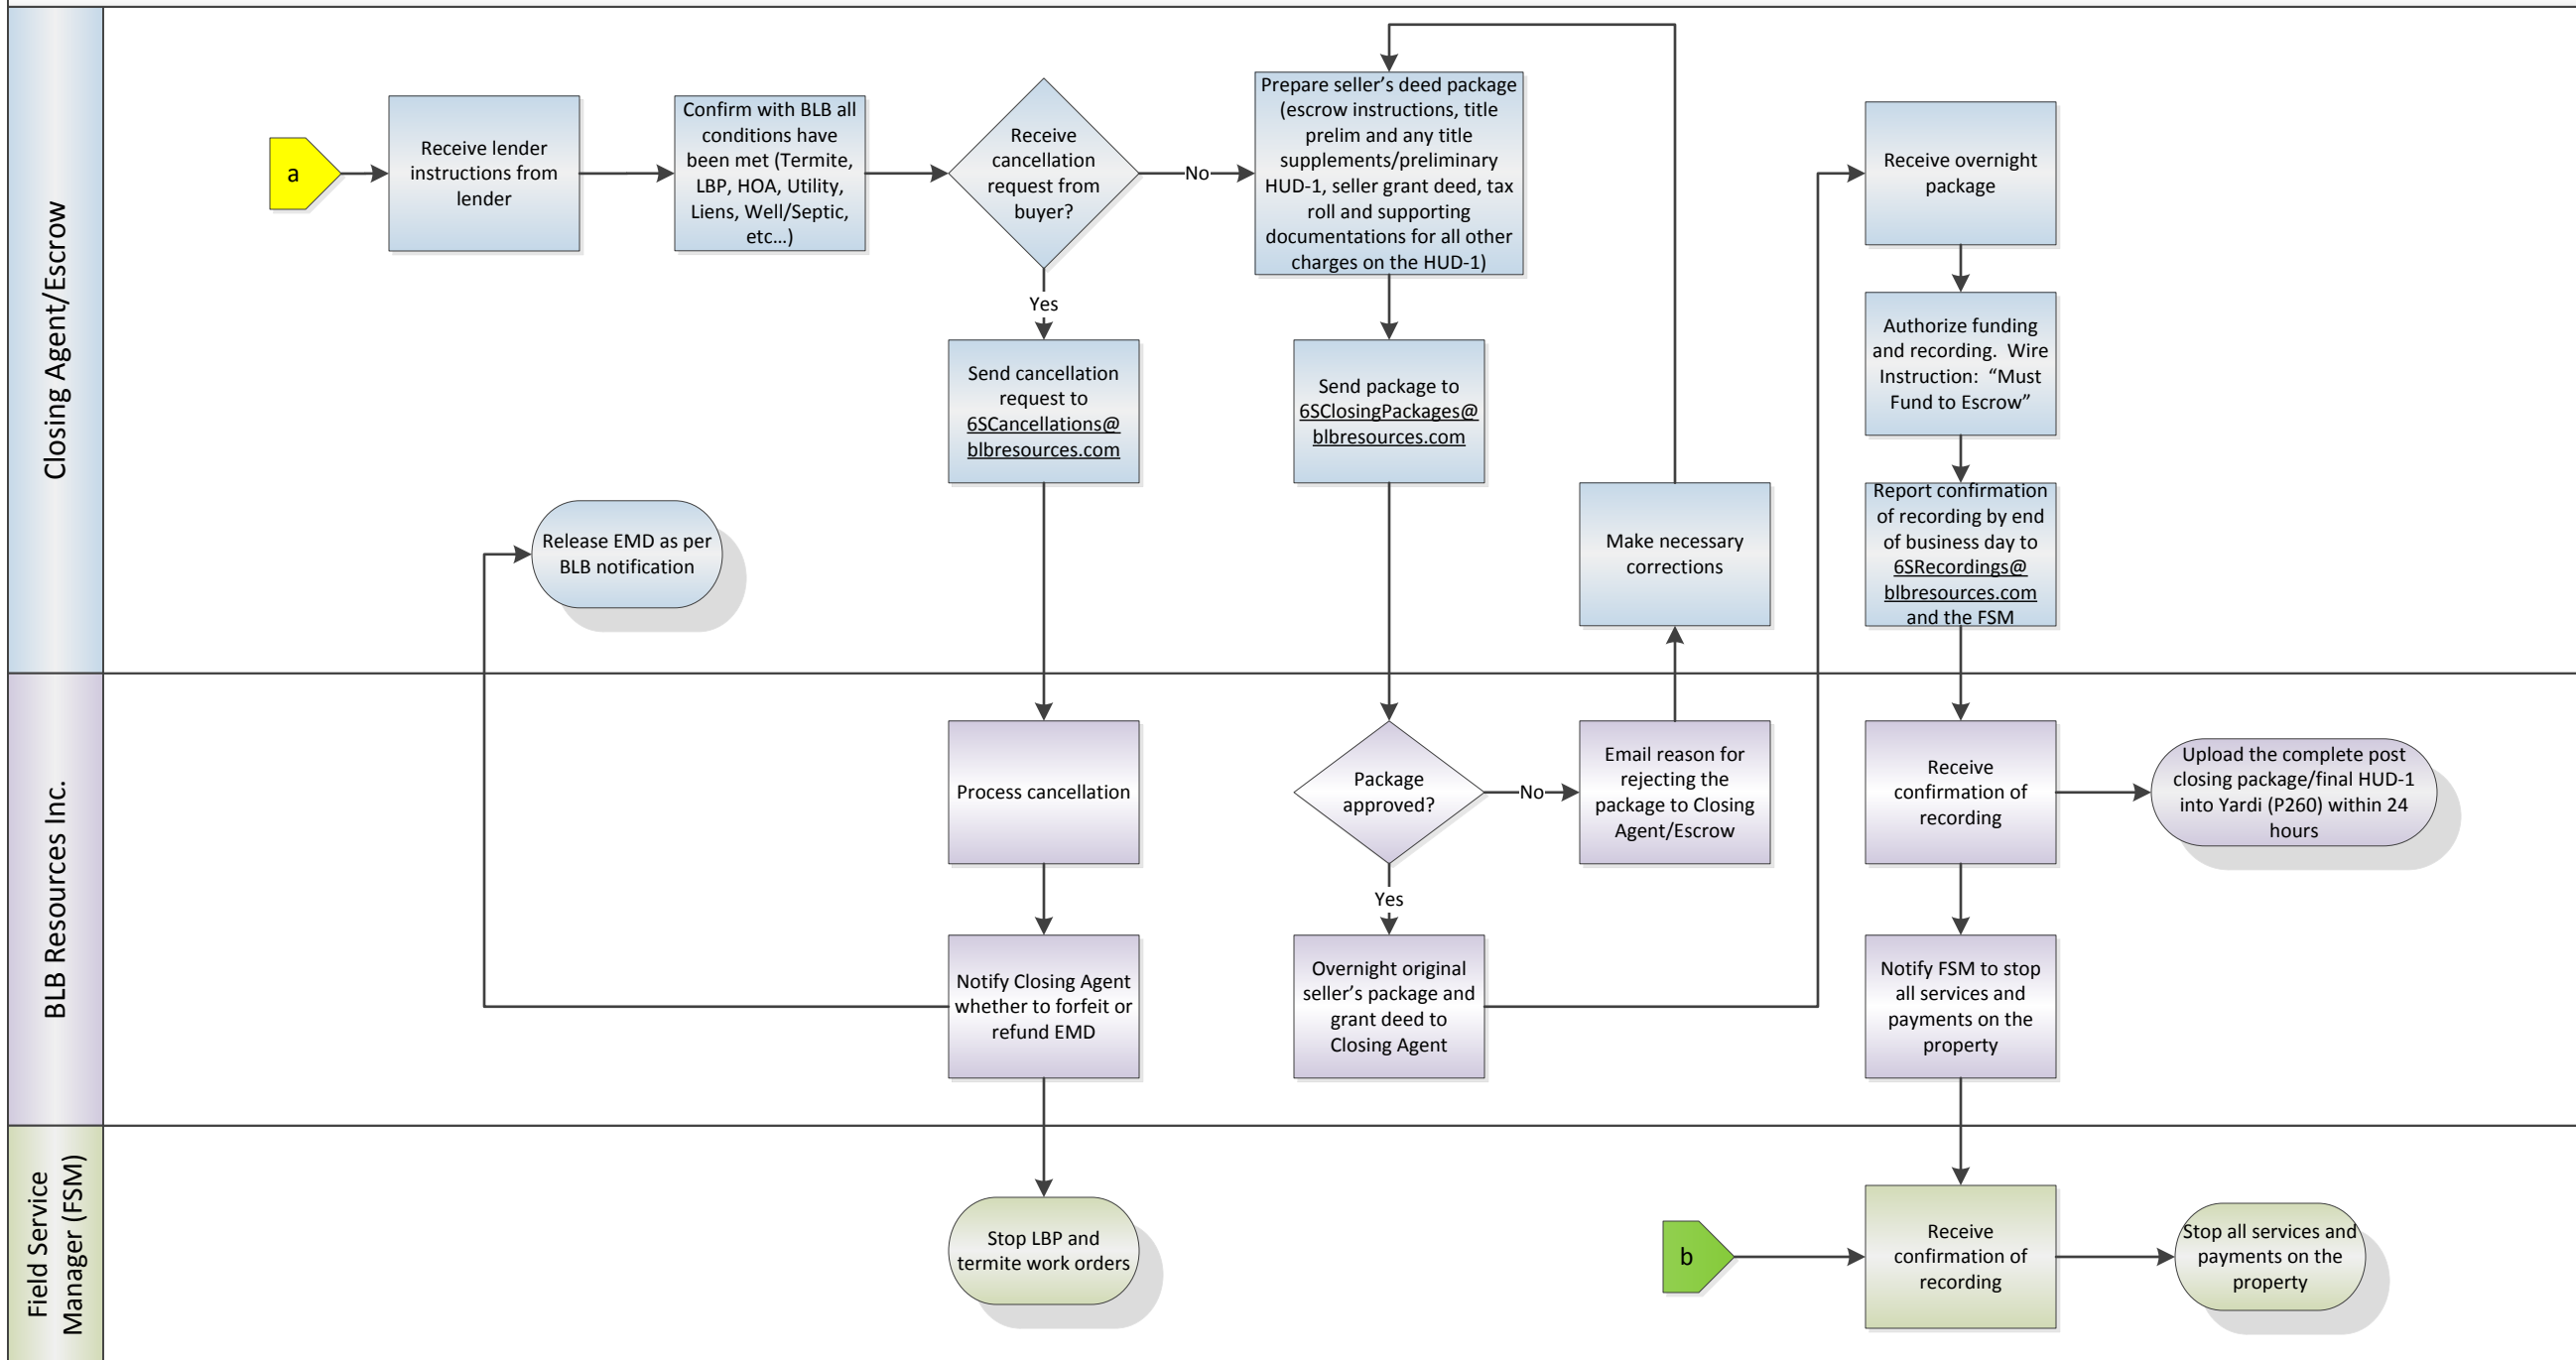 Closing Agent/Escrow
a
Receive lender
instructions from
lender
Confirm with BLB all
conditions have
been met (Termite,
LBP, HOA, Utility,
Liens, Well/Septic,
etc…)
Receive
cancellation
request from
buyer?
No
Yes
Prepare seller’s deed package
(escrow instructions, title
prelim and any title
supplements/preliminary
HUD-1, seller grant deed, tax
roll and supporting
documentations for all other
charges on the HUD-1)
Receive overnight
package
Send cancellation
request to
6SCancellations@
blbresources.com
Send package to
6SClosingPackages@
blbresources.com
Authorize funding
and recording.  Wire
Instruction:  “Must
Fund to Escrow”
Release EMD as per
BLB notification
Make necessary
corrections
Report confirmation
of recording by end
of business day to
6SRecordings@
blbresources.com
and the FSM
BLB Resources Inc.
Process cancellation
Package
approved?
No
Yes
Email reason for
rejecting the
package to Closing
Agent/Escrow
Receive
confirmation of
recording
Upload the complete post
closing package/final HUD-1
into Yardi (P260) within 24
hours
Notify Closing Agent
whether to forfeit or
refund EMD
Overnight original
seller’s package and
grant deed to
Closing Agent
Notify FSM to stop
all services and
payments on the
property
Field Service
Manager (FSM)
Stop LBP and
termite work orders
b
Receive
confirmation of
recording
Stop all services and
payments on the
property